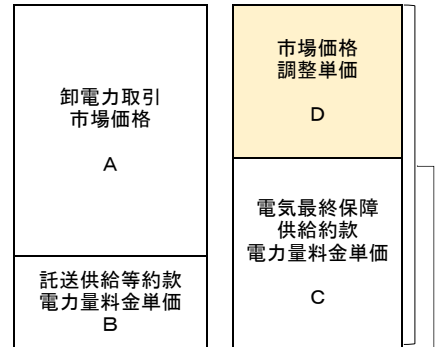 卸電力取引
市場価格
A
託送供給等約款
電力量料金単価
B
市場価格
調整単価
D
電気最終保障
供給約款
電力量料金単価
C